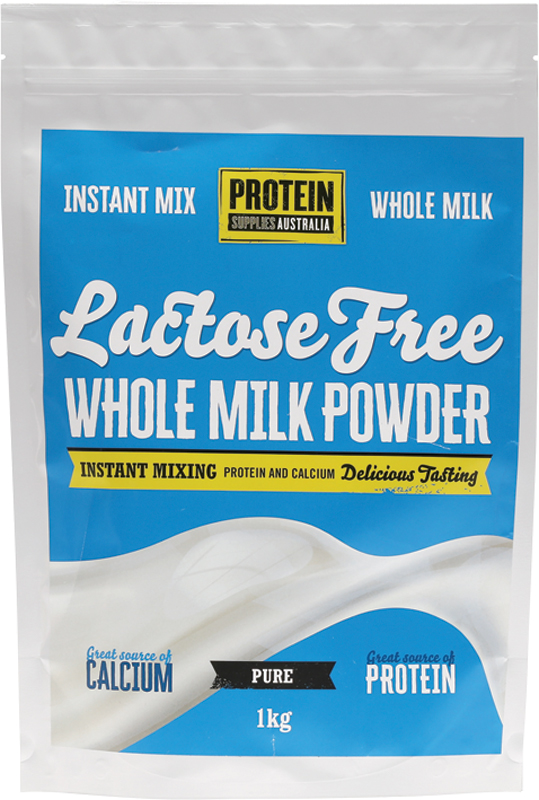 INSTANT MIX
PROTEIN
SUPPLIES AUSTRALIA
WHOLE MILK
Lactose Free
WHOLE MILK POWDER
INSTANT MIXING PROTEIN AND CALCIUM Delicious Tasting
Great source of
CALCIUM
PURE
Great source of
PROTEIN
1kg